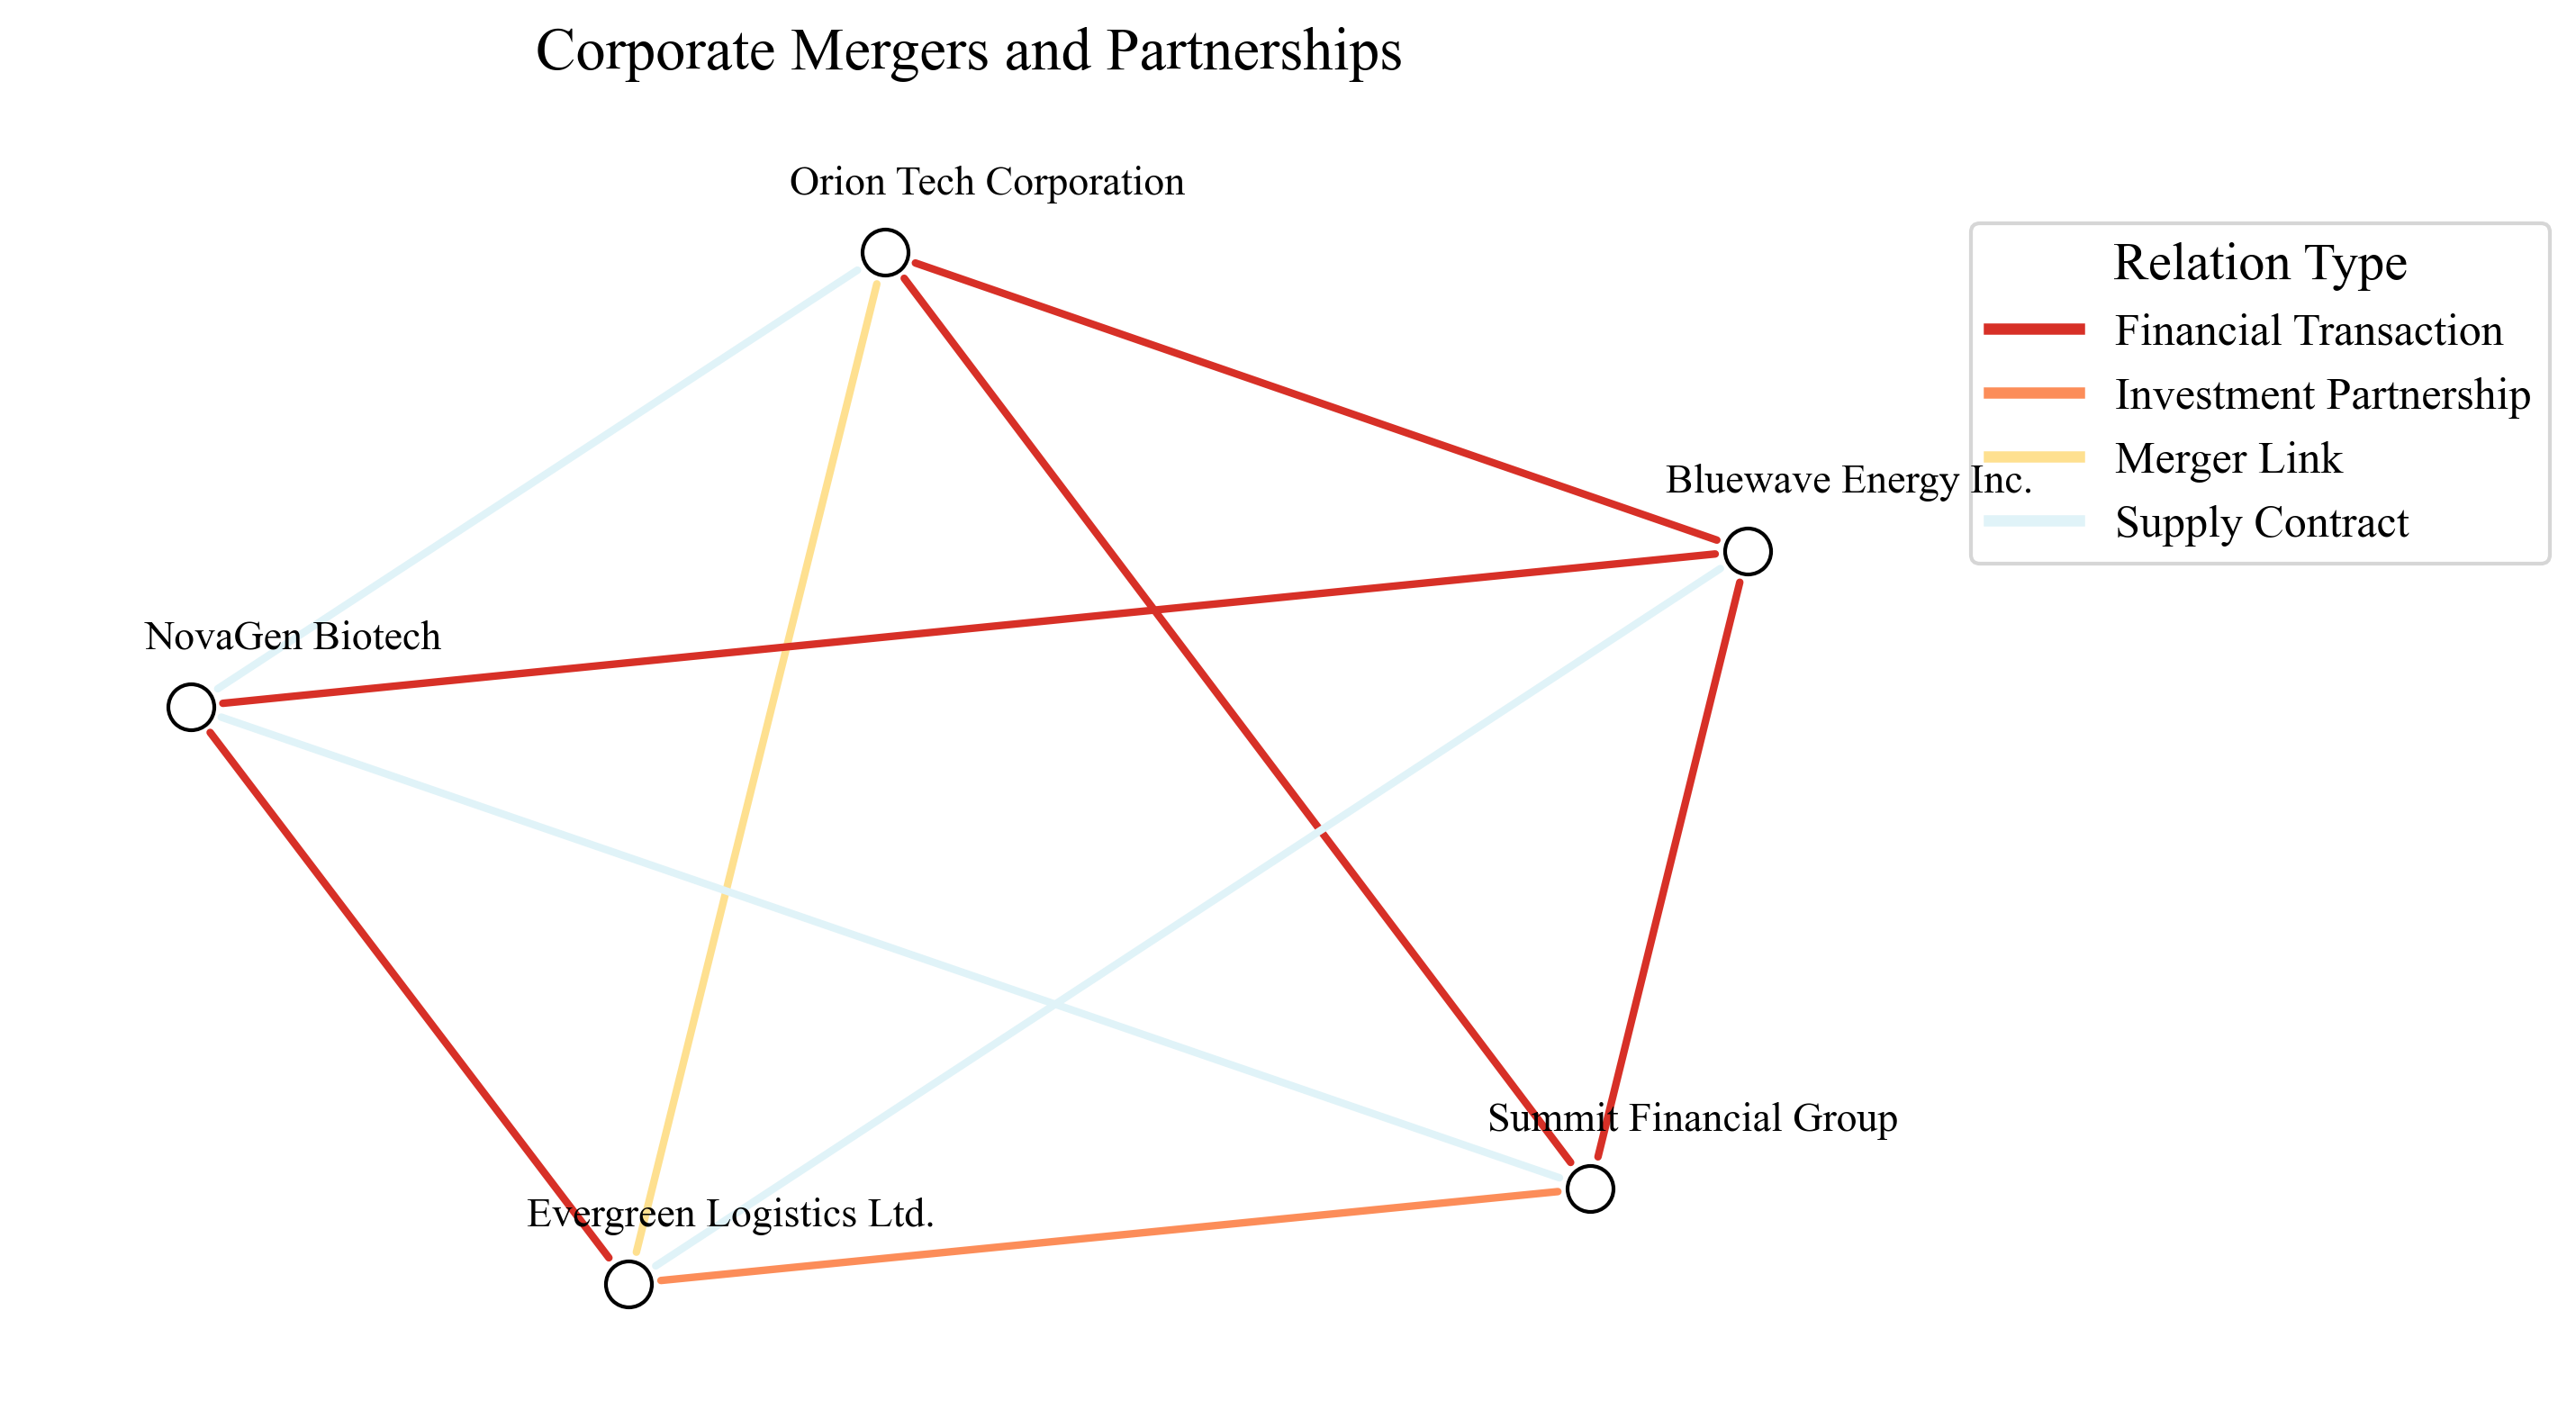 Corporate Mergers and Partnerships
Orion Tech Corporation
Relation Type
Financial Transaction
Investment Partnership
Merger Link
Supply Contract
Bluewave Energy Inc.
NovaGen Biotech
Summit Financial Group
Evergreen Logistics Ltd.